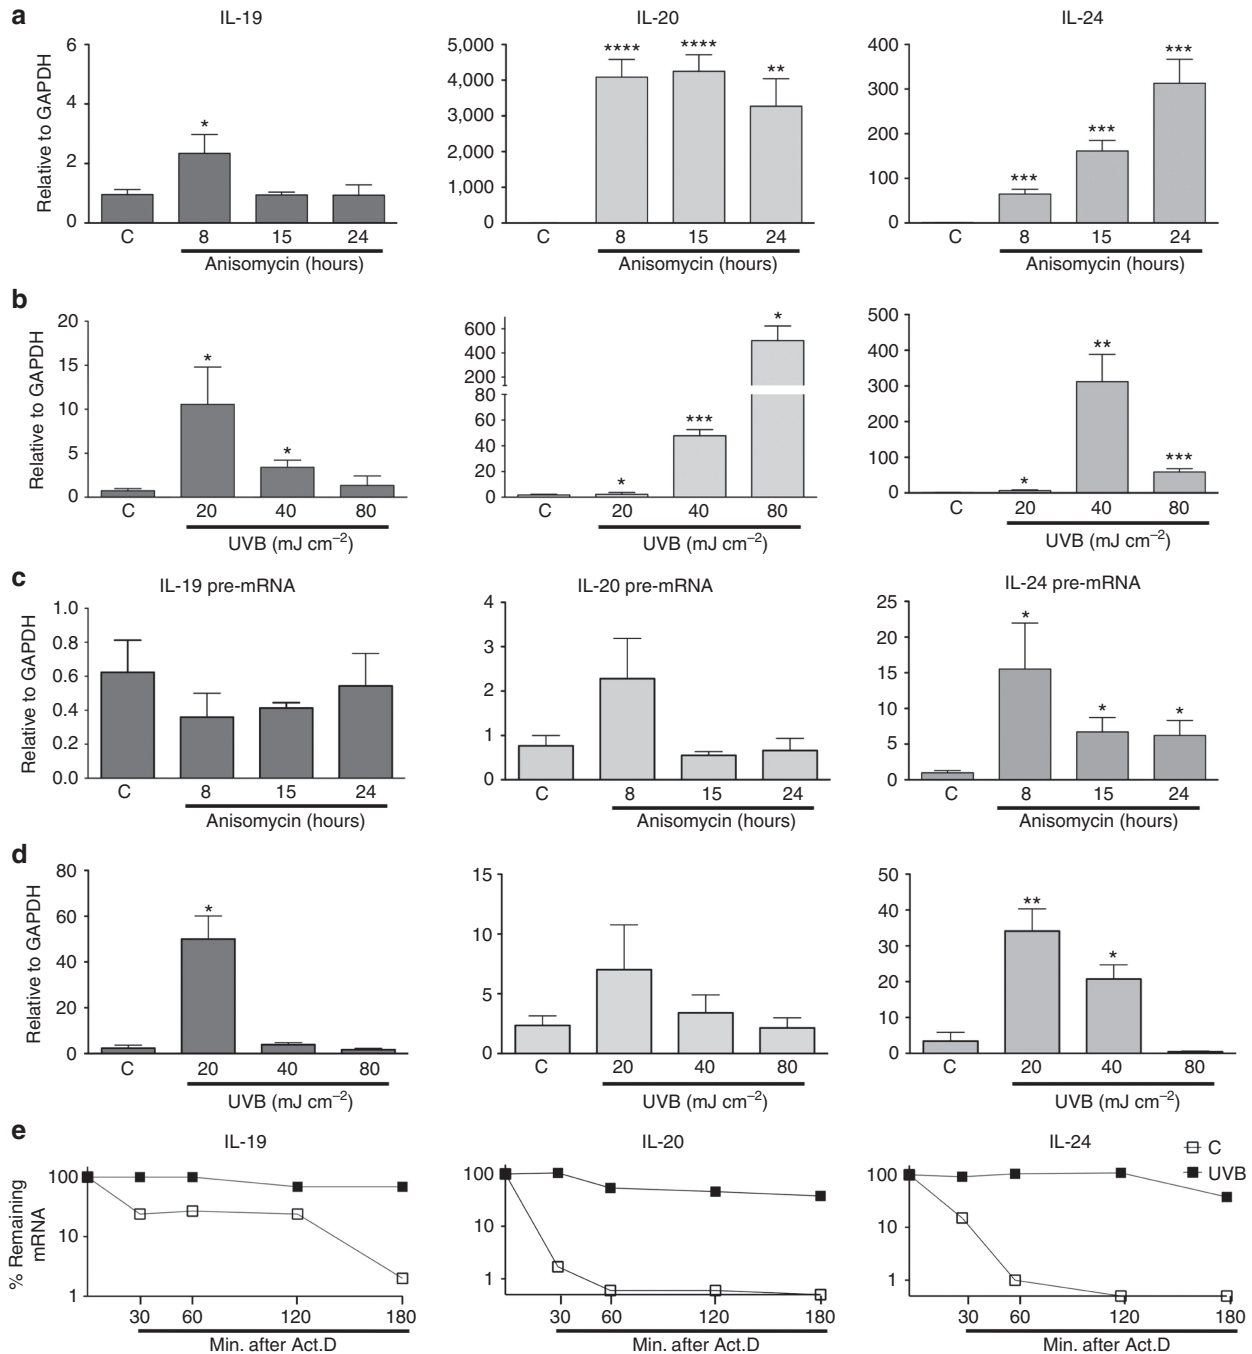 a
IL-19
IL-20
IL-24
Relative to GAPDH
6
4
2
0
*
C
8
15
24
Anisomycin (hours)
5,000
4,000
3,000
2,000
1,000
0
****
****
**
C
8
15
24
Anisomycin (hours)
400
300
200
100
0
***
***
***
C
8
15
24
Anisomycin (hours)
b
Relative to GAPDH
20
15
10
5
0
*
*
C
20
40
80
UVB (mJ cm⁻²)
600
400
200
80
60
40
20
0
*
***
*
C
20
40
80
UVB (mJ cm⁻²)
500
400
300
200
100
0
*
**
***
C
20
40
80
UVB (mJ cm⁻²)
c
IL-19 pre-mRNA
IL-20 pre-mRNA
IL-24 pre-mRNA
Relative to GAPDH
1.0
0.8
0.6
0.4
0.2
0.0
C
8
15
24
Anisomycin (hours)
4
3
2
1
0
C
8
15
24
Anisomycin (hours)
25
20
15
10
5
0
*
*
*
C
8
15
24
Anisomycin (hours)
d
Relative to GAPDH
80
60
40
20
0
*
C
20
40
80
UVB (mJ cm⁻²)
15
10
5
0
C
20
40
80
UVB (mJ cm⁻²)
50
40
30
20
10
0
**
*
C
20
40
80
UVB (mJ cm⁻²)
e
IL-19
IL-20
IL-24
C
UVB
% Remaining
mRNA
100
10
1
30
60
120
180
Min. after Act.D
100
10
1
30
60
120
180
Min. after Act.D
100
10
1
30
60
120
180
Min. after Act.D